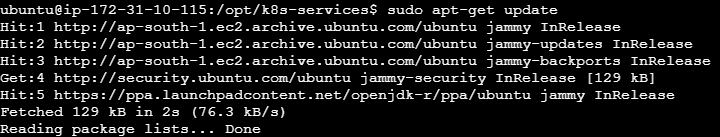 ubuntu@ip-172-31-10-115:/opt/k8s-services$ sudo apt-get update
Hit:1 http://ap-south-1.ec2.archive.ubuntu.com/ubuntu jammy InRelease
Hit:2 http://ap-south-1.ec2.archive.ubuntu.com/ubuntu jammy-updates InRelease
Hit:3 http://ap-south-1.ec2.archive.ubuntu.com/ubuntu jammy-backports InRelease
Get:4 http://security.ubuntu.com/ubuntu jammy-security InRelease [129 kB]
Hit:5 https://ppa.launchpadcontent.net/openjdk-r/ppa/ubuntu jammy InRelease
Fetched 129 kB in 2s (76.3 kB/s)
Reading package lists... Done